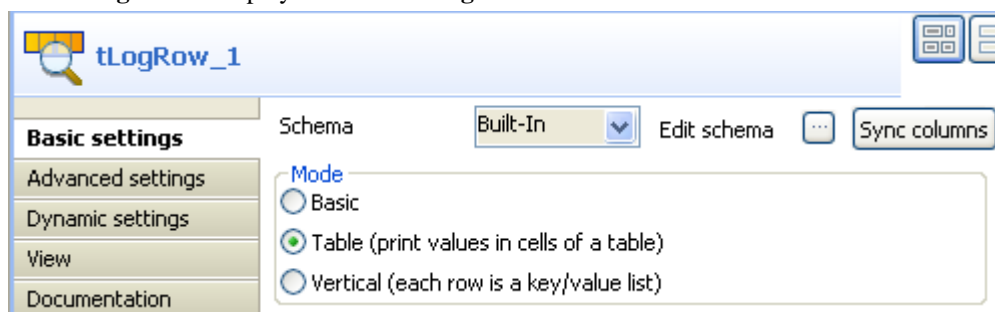 tLogRow_1
Basic settings
Advanced settings
Dynamic settings
View
Documentation
Schema Built-In Edit schema ... Sync columns
Mode
Basic
Table (print values in cells of a table)
Vertical (each row is a key/value list)